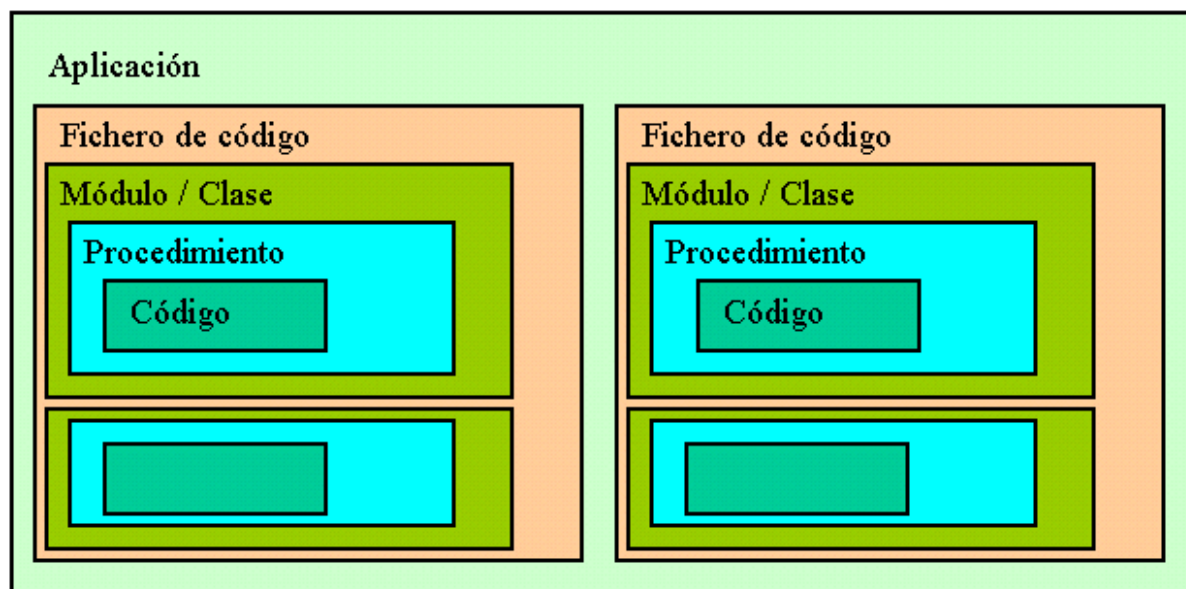 Aplicación
Fichero de código
Módulo / Clase
Procedimiento
Código
Fichero de código
Módulo / Clase
Procedimiento
Código